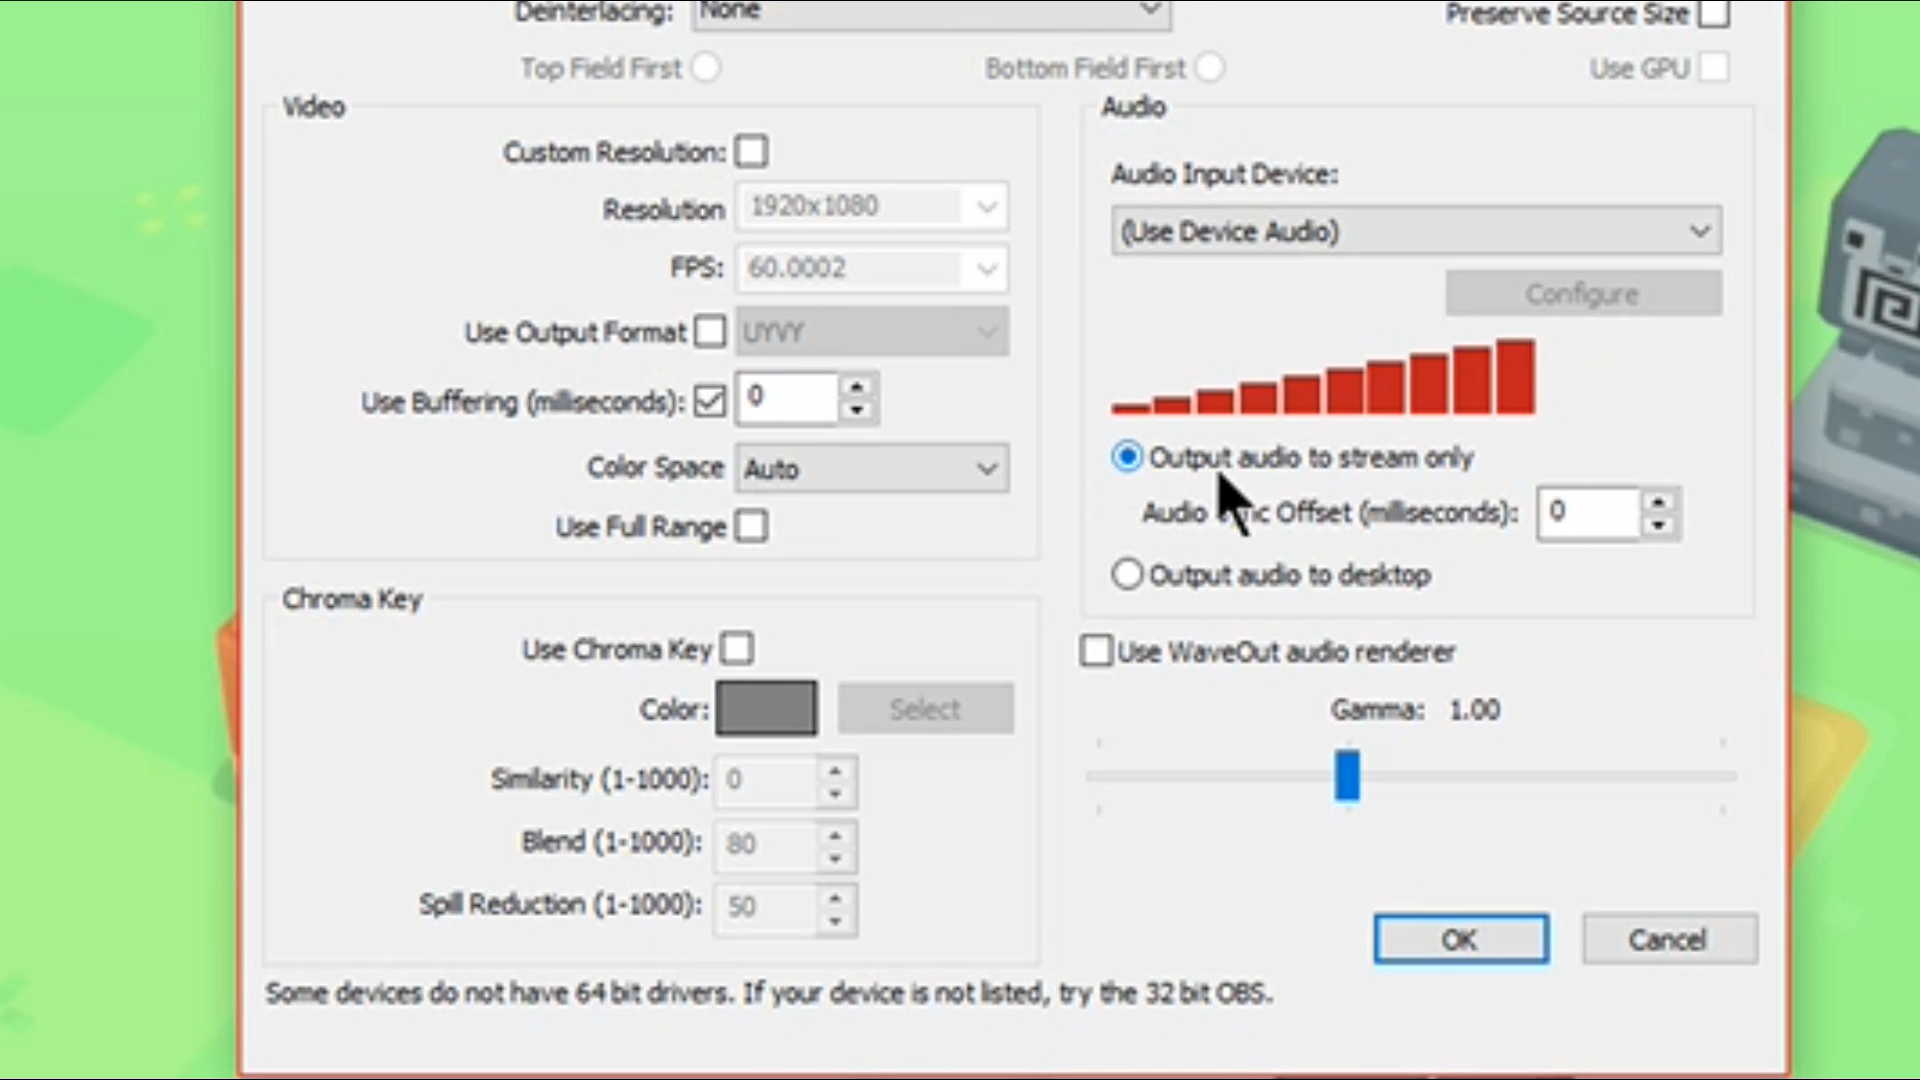 Deinterlacing: None Preserve Source Size
Top Field First Bottom Field First Use GPU
Video
Custom Resolution:
Resolution 1920x1080
FPS: 60.0002
Use Output Format UYVY
Use Buffering (milliseconds): 0
Color Space Auto
Use Full Range
Chroma Key
Use Chroma Key
Color: Select
Similarity (1-1000): 0
Blend (1-1000): 80
Spill Reduction (1-1000): 50
Audio
Audio Input Device:
(Use Device Audio)
Configure
Output audio to stream only
Audio Offset (milliseconds): 0
Output audio to desktop
Use WaveOut audio renderer
Gamma: 1.00
OK Cancel
Some devices do not have 64 bit drivers. If your device is not listed, try the 32 bit OBS.